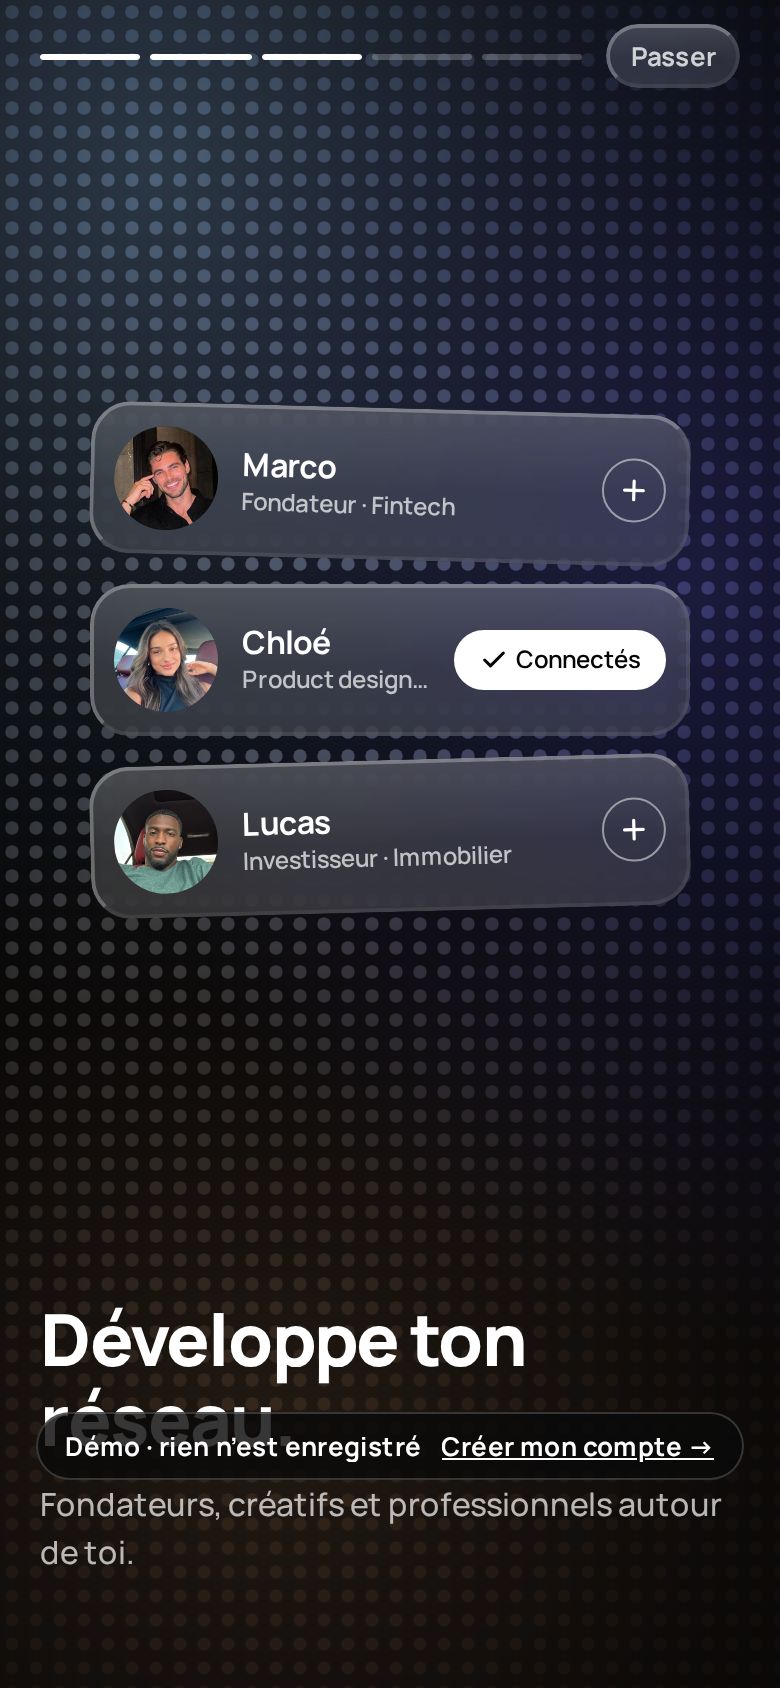 Passer
Marco
Fondateur · Fintech
Chloé
Product design…
Connectés
Lucas
Investisseur · Immobilier
Développe ton
réseau.
Démo · rien n’est enregistré Créer mon compte →
Fondateurs, créatifs et professionnels autour
de toi.